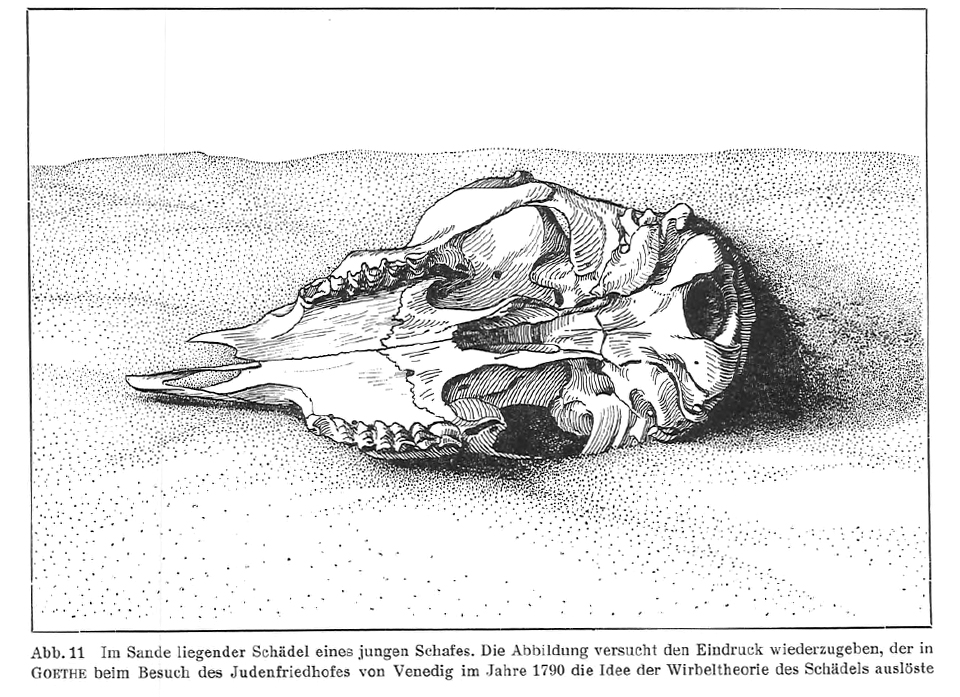 Abb. 11 Im Sande liegender Schädel eines jungen Schafes. Die Abbildung versucht den Eindruck wiederzugeben, der in
GOETHE beim Besuch des Judenfriedhofes von Venedig im Jahre 1790 die Idee der Wirbeltheorie des Schädels auslöste